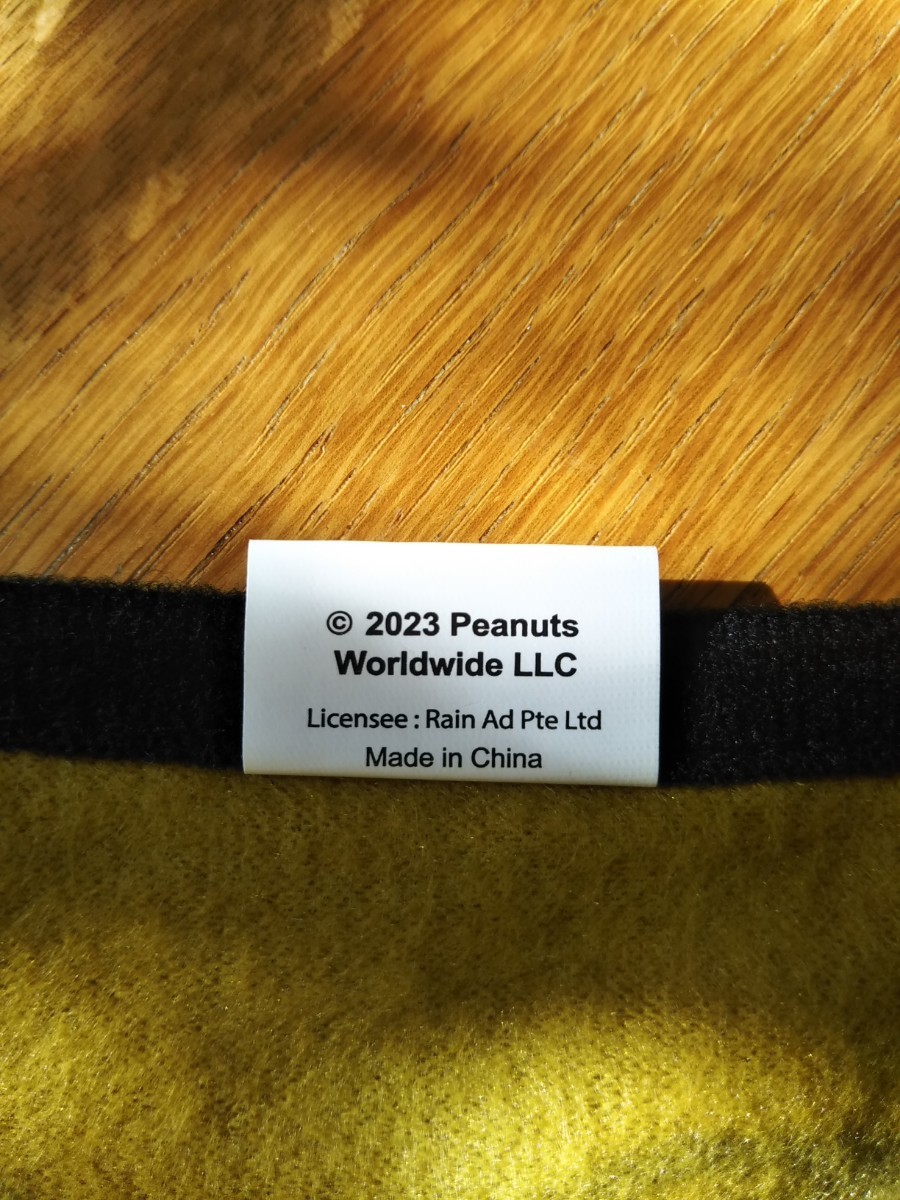 © 2023 Peanuts
Worldwide LLC
Licensee : Rain Ad Pte Ltd
Made in China